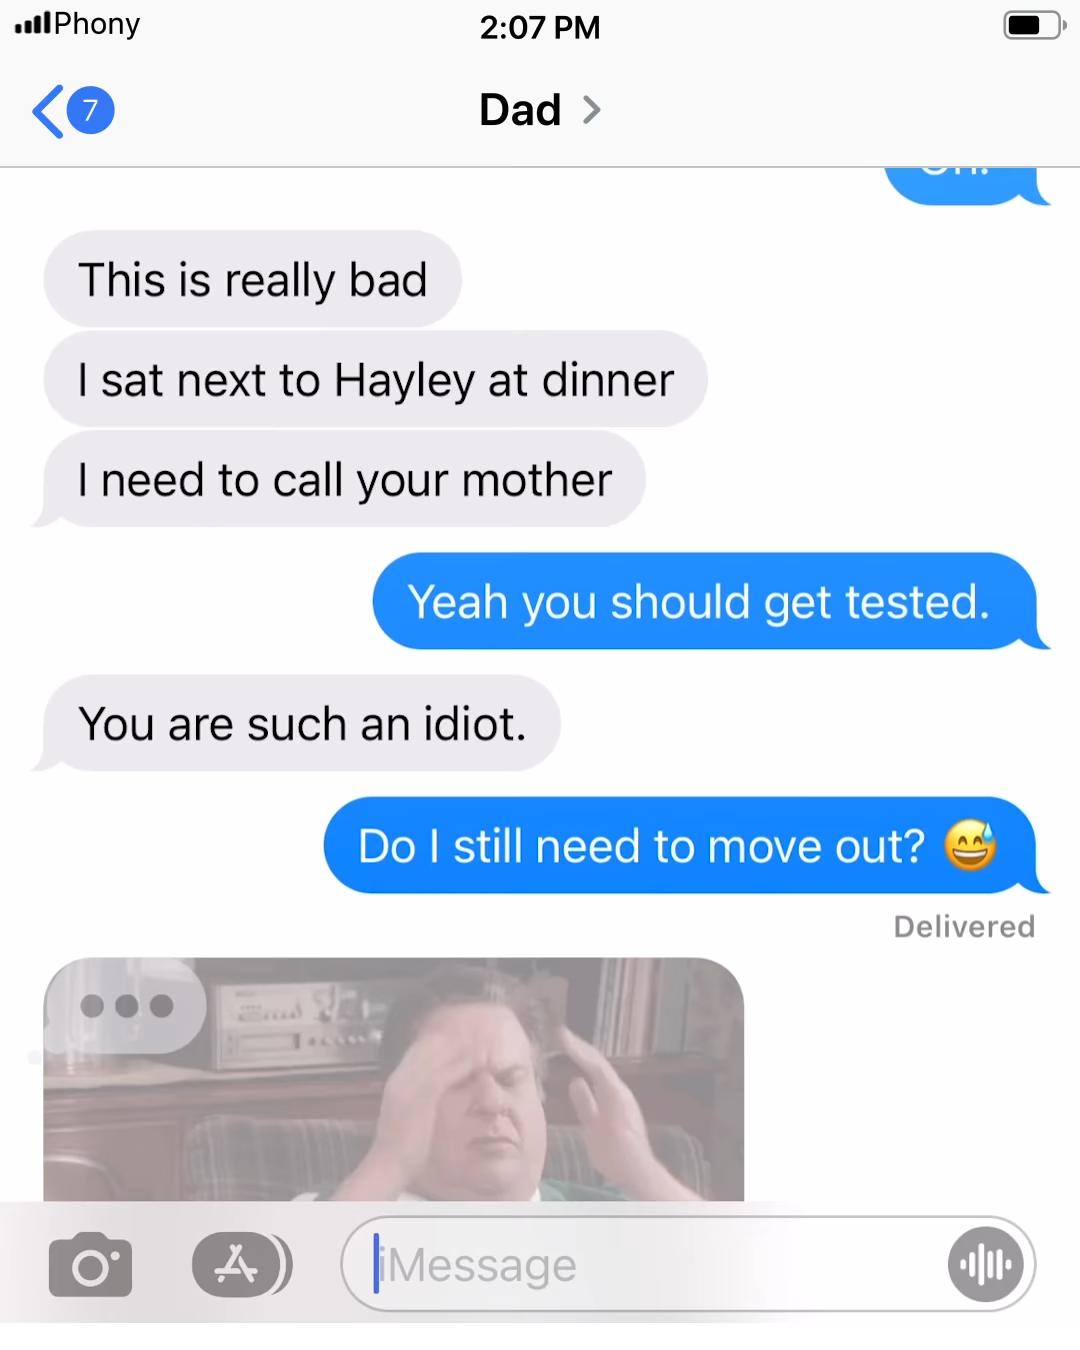 Phony
2:07 PM
7
Dad
This is really bad
I sat next to Hayley at dinner
I need to call your mother
Yeah you should get tested.
You are such an idiot.
Do I still need to move out? 😅
Delivered
iMessage